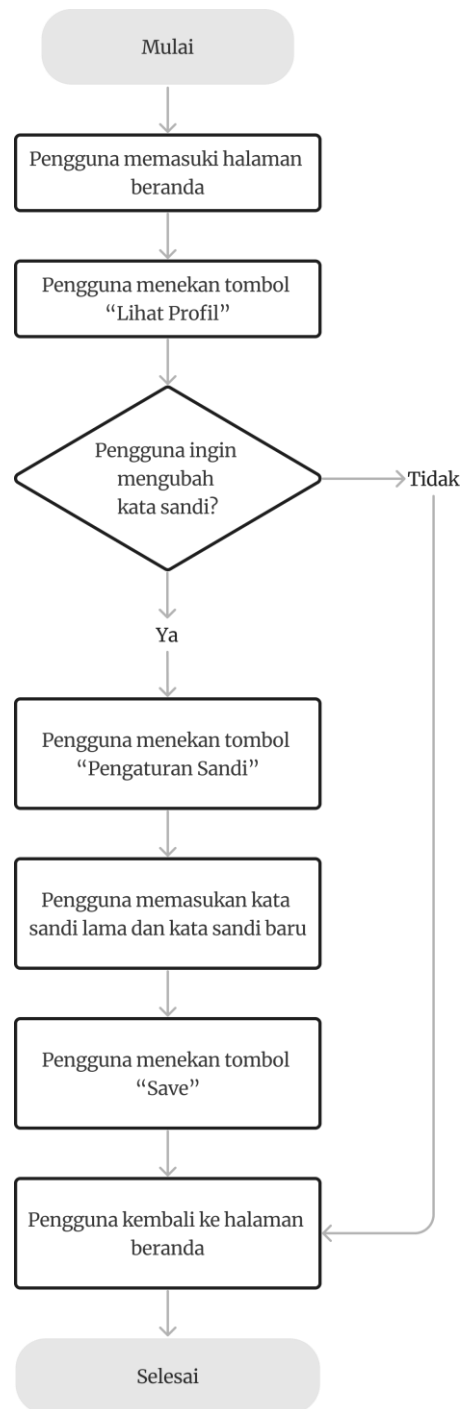 Mulai
Pengguna memasuki halaman
beranda
Pengguna menekan tombol
“Lihat Profil”
Pengguna ingin
mengubah
kata sandi?
Tidak
Ya
Pengguna menekan tombol
“Pengaturan Sandi”
Pengguna memasukan kata
sandi lama dan kata sandi baru
Pengguna menekan tombol
“Save”
Pengguna kembali ke halaman
beranda
Selesai